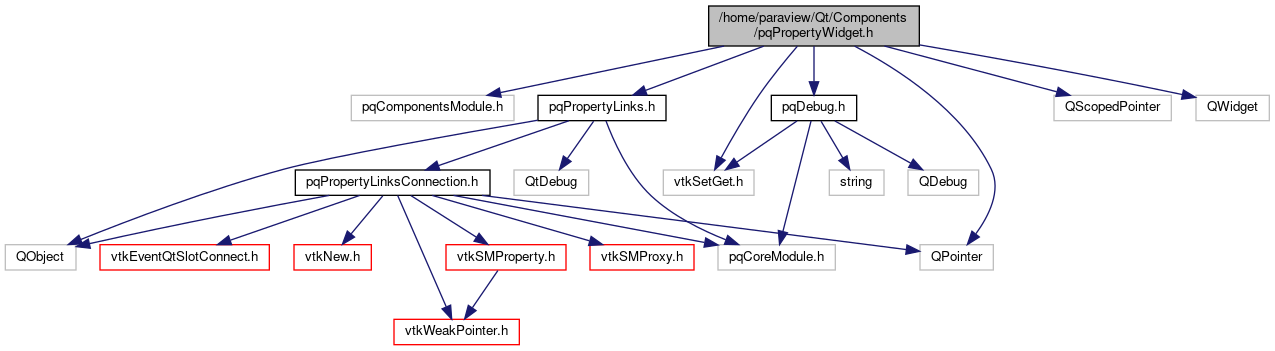 /home/paraview/Qt/Components
/pqPropertyWidget.h
pqComponentsModule.h
pqPropertyLinks.h
pqDebug.h
QScopedPointer
QWidget
pqPropertyLinksConnection.h
QtDebug
vtkSetGet.h
string
QDebug
QObject
vtkEventQtSlotConnect.h
vtkNew.h
vtkSMProperty.h
vtkSMProxy.h
pqCoreModule.h
QPointer
vtkWeakPointer.h